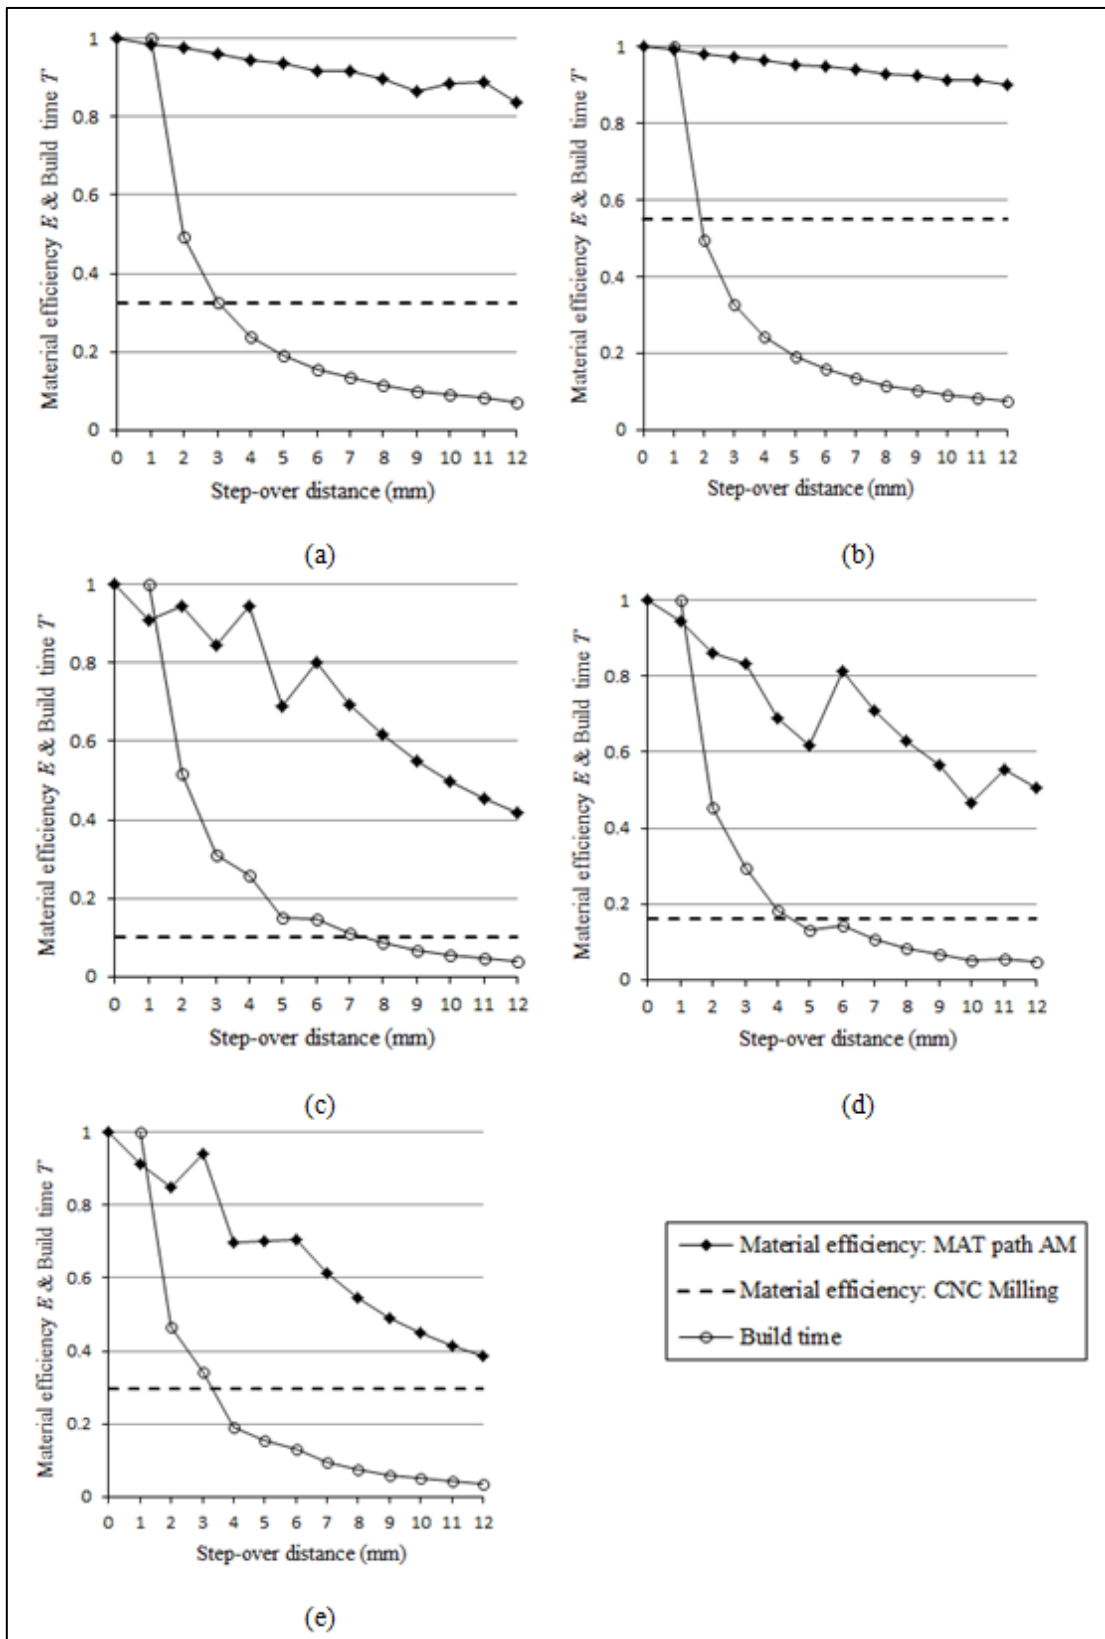 Material efficiency E & Build time T
1
0.8
0.6
0.4
0.2
0
0 1 2 3 4 5 6 7 8 9 10 11 12
Step-over distance (mm)
(a)
Material efficiency E & Build time T
1
0.8
0.6
0.4
0.2
0
0 1 2 3 4 5 6 7 8 9 10 11 12
Step-over distance (mm)
(b)
Material efficiency E & Build time T
1
0.8
0.6
0.4
0.2
0
0 1 2 3 4 5 6 7 8 9 10 11 12
Step-over distance (mm)
(c)
Material efficiency E & Build time T
1
0.8
0.6
0.4
0.2
0
0 1 2 3 4 5 6 7 8 9 10 11 12
Step-over distance (mm)
(d)
Material efficiency E & Build time T
1
0.8
0.6
0.4
0.2
0
0 1 2 3 4 5 6 7 8 9 10 11 12
Step-over distance (mm)
(e)
Material efficiency: MAT path AM
Material efficiency: CNC Milling
Build time